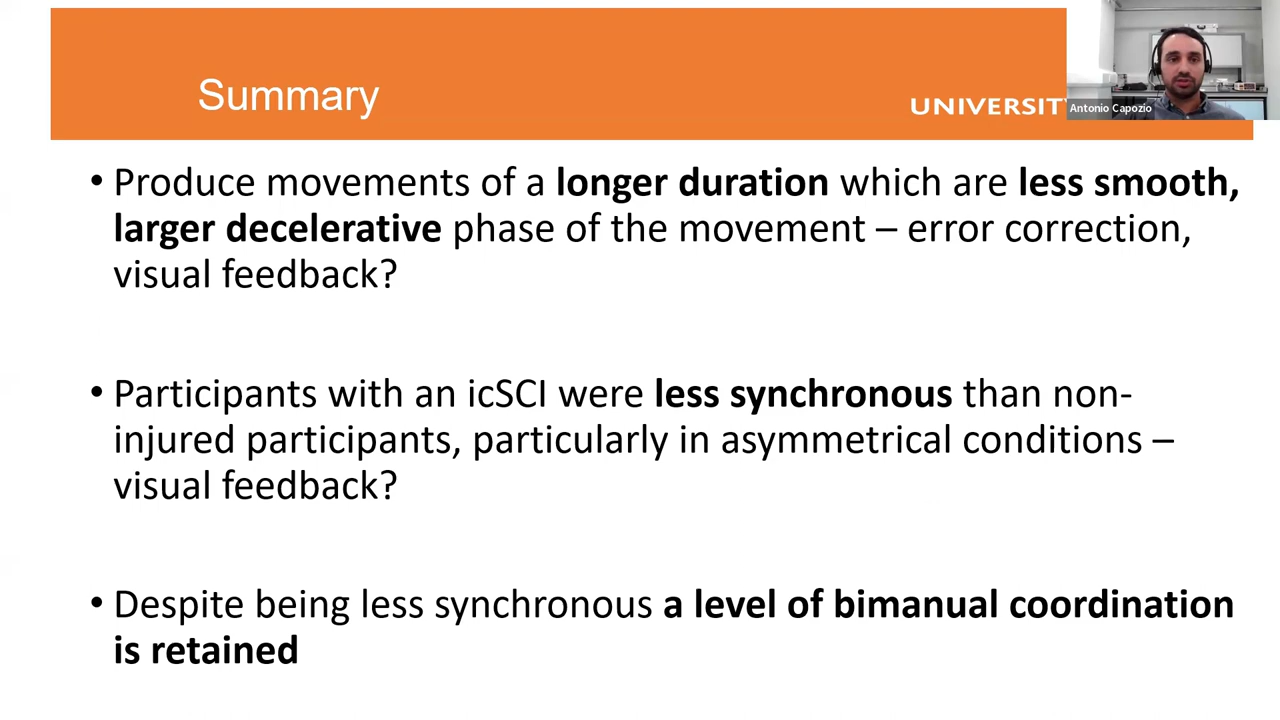 Summary
UNIVERSIT
Antonio Capozio
• Produce movements of a longer duration which are less smooth,
larger decelerative phase of the movement – error correction,
visual feedback?
• Participants with an icSCI were less synchronous than non-
injured participants, particularly in asymmetrical conditions –
visual feedback?
• Despite being less synchronous a level of bimanual coordination
is retained